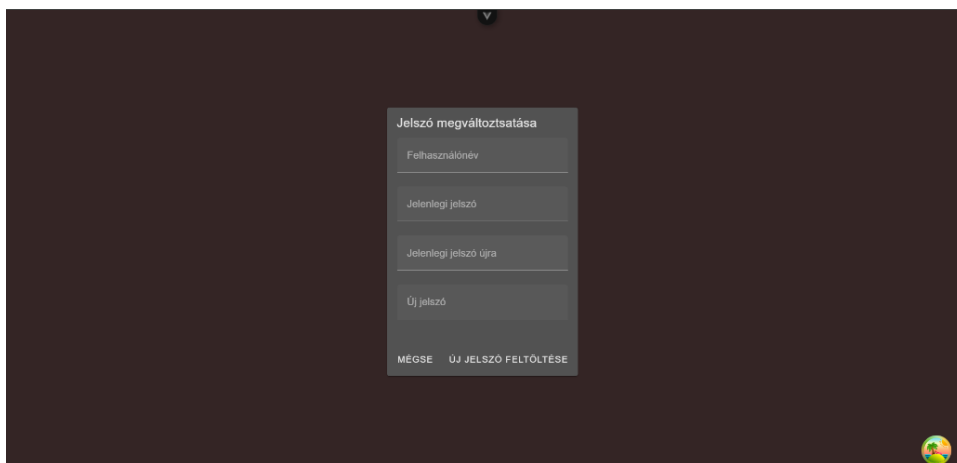 Jelszó megváltoztsatása
Felhasználónév
Jelenlegi jelszó
Jelenlegi jelszó újra
Új jelszó
MÉGSE ÚJ JELSZÓ FELTÖLTÉSE